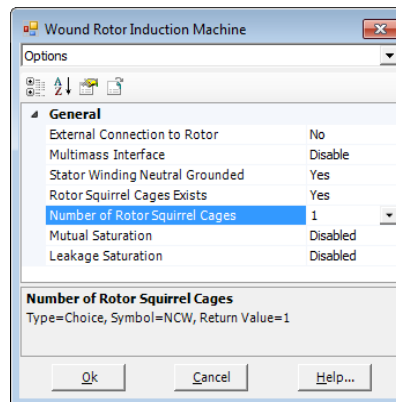 Wound Rotor Induction Machine
Options
General
External Connection to Rotor No
Multimass Interface Disable
Stator Winding Neutral Grounded Yes
Rotor Squirrel Cages Exists Yes
Number of Rotor Squirrel Cages 1
Mutual Saturation Disabled
Leakage Saturation Disabled
Number of Rotor Squirrel Cages
Type=Choice, Symbol=NCW, Return Value=1
Ok Cancel Help...